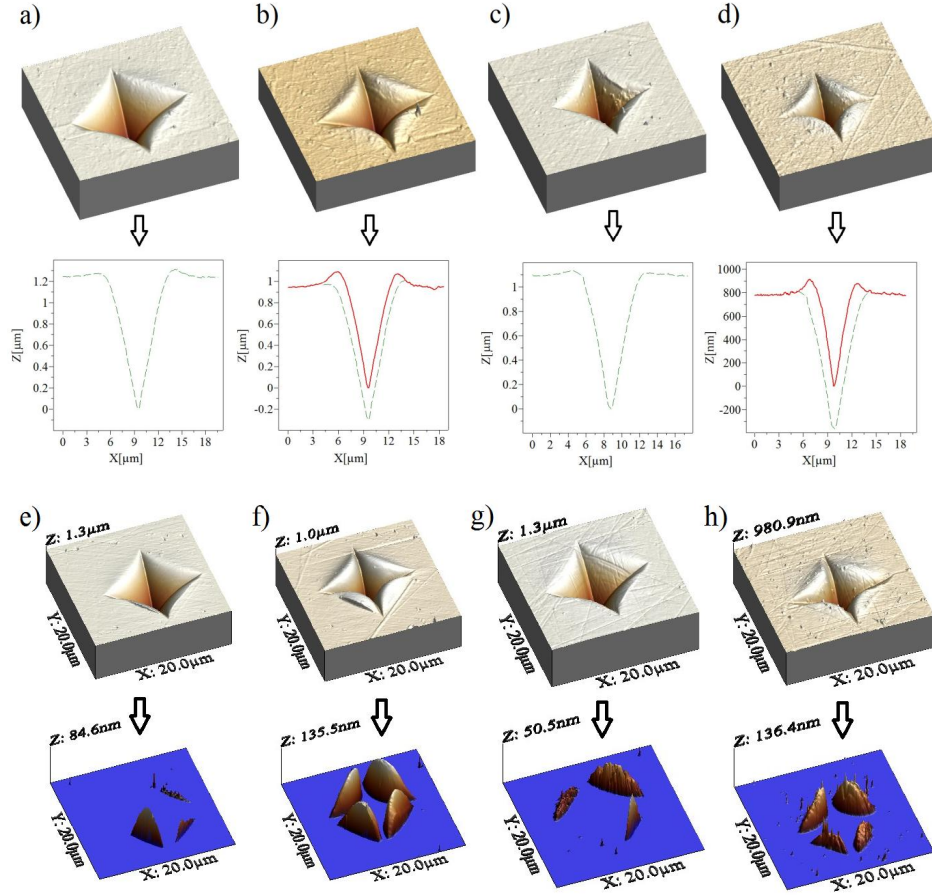 a) b) c) d)
1.2
1
0.8
0.6
0.4
0.2
0
Z[µm]
0 3 6 9 12 15 18
X[µm]
1.2
1
0.8
0.6
0.4
0.2
0
-0.2
Z[µm]
0 3 6 9 12 15 18
X[µm]
1
0.8
0.6
0.4
0.2
0
Z[µm]
0 2 4 6 8 10 12 14 16
X[µm]
1000
800
600
400
200
0
-200
Z[nm]
0 3 6 9 12 15 18
X[µm]
e) f) g) h)
Z: 1.3µm
Y: 20.0µm
X: 20.0µm
Z: 1.0µm
Y: 20.0µm
X: 20.0µm
Z: 1.3µm
Y: 20.0µm
X: 20.0µm
Z: 980.9nm
Y: 20.0µm
X: 20.0µm
Z: 84.6nm
Y: 20.0µm
X: 20.0µm
Z: 135.5nm
Y: 20.0µm
X: 20.0µm
Z: 50.5nm
Y: 20.0µm
X: 20.0µm
Z: 136.4nm
Y: 20.0µm
X: 20.0µm